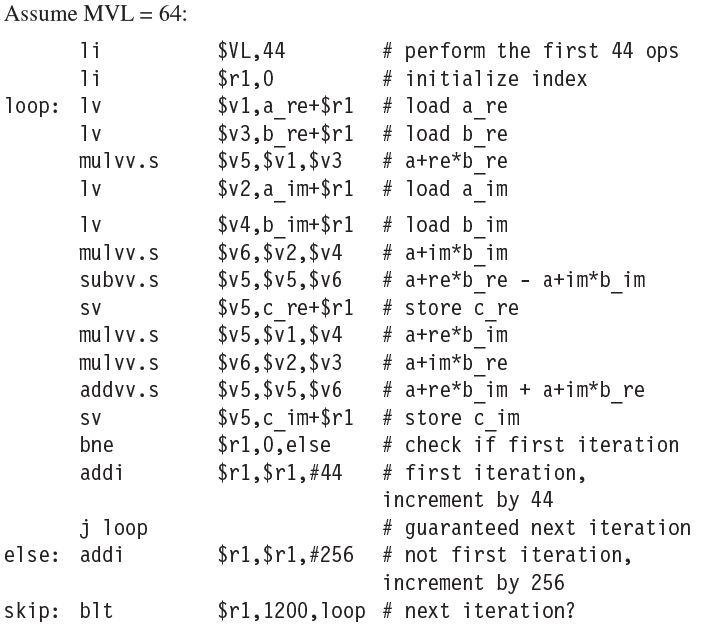 Assume MVL = 64:
li $VL,44 # perform the first 44 ops
li $r1,0 # initialize index
loop: lv $v1,a_re+$r1 # load a_re
lv $v3,b_re+$r1 # load b_re
mulvv.s $v5,$v1,$v3 # a+re*b_re
lv $v2,a_im+$r1 # load a_im
lv $v4,b_im+$r1 # load b_im
mulvv.s $v6,$v2,$v4 # a+im*b_im
subvv.s $v5,$v5,$v6 # a+re*b_re - a+im*b_im
sv $v5,c_re+$r1 # store c_re
mulvv.s $v5,$v1,$v4 # a+re*b_im
mulvv.s $v6,$v2,$v3 # a+im*b_re
addvv.s $v5,$v5,$v6 # a+re*b_im + a+im*b_re
sv $v5,c_im+$r1 # store c_im
bne $r1,0,else # check if first iteration
addi $r1,$r1,#44 # first iteration,
increment by 44
j loop # guaranteed next iteration
else: addi $r1,$r1,#256 # not first iteration,
increment by 256
skip: blt $r1,1200,loop # next iteration?